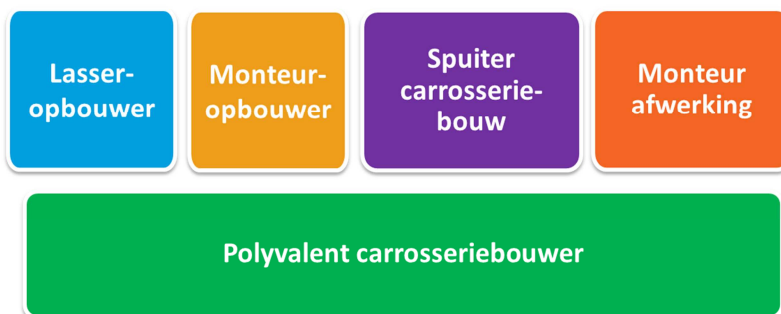 Lasser-
opbouwer
Monteur-
opbouwer
Spuiter
carrosserie-
bouw
Monteur
afwerking
Polyvalent carrosseriebouwer